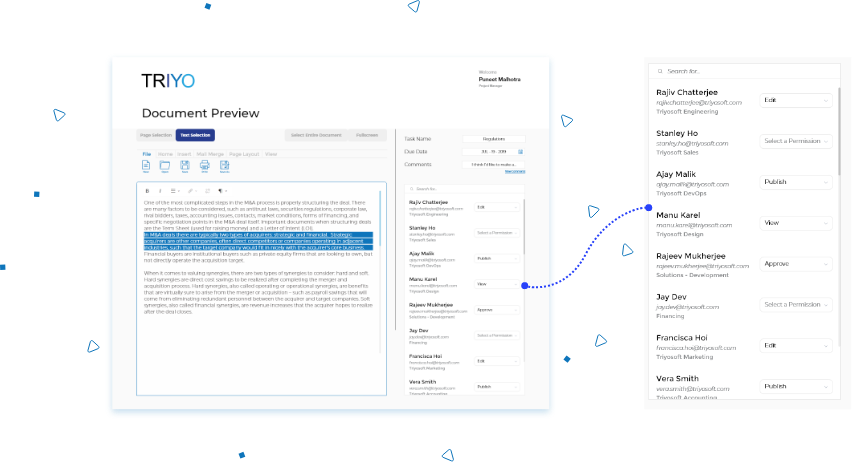 TRIYO
Welcome
Puneet Malhotra
Project Manager
Document Preview
Page Selection
Text Selection
Select Entire Document
Fullscreen
File Home Insert Mail Merge Page Layout View
B I
One of the most complicated steps in the M&A process is properly structuring the deal. There
are many factors to be considered, such as antitrust laws, securities regulations, corporate law,
rival bidders, taxes, accounting issues, contacts, market conditions, forms of financing, and
specific negotiation points in the M&A deal itself. Important documents when structuring deals
are the Term Sheet (used for raising money) and a Letter of Intent (LOI).
In M&A deals there are typically two types of acquirers: strategic and financial. Strategic
acquirers are other companies, often direct competitors or companies operating in adjacent
industries, such that the target company would fit in nicely with the acquirer's core business.
Financial buyers are institutional buyers such as private equity firms that are looking to own, but
not directly operate the acquisition target.
When it comes to valuing synergies, there are two types of synergies to consider: hard and soft.
Hard synergies are direct cost savings to be realized after completing the merger and
acquisition process. Hard synergies, also called operating or operational synergies, are benefits
that are virtually sure to arise from the merger or acquisition – such as payroll savings that will
come from eliminating redundant personnel between the acquirer and target companies. Soft
synergies, also called financial synergies, are revenue increases that the acquirer hopes to realize
after the deal closes.
Task Name
Regulations
Due Date
JUL 15 2019
Comments
Search for..
Rajiv Chatterjee
rajivchatterjee@triyosoft.com
Triyosoft Engineering
Edit
Stanley Ho
stanley.ho@triyosoft.com
Triyosoft Sales
Select a Permission
Ajay Malik
ajay.malik@triyosoft.com
Triyosoft DevOps
Publish
Manu Karel
manu.karel@triyosoft.com
Triyosoft Design
View
Rajeev Mukherjee
rajeev.mukherjee@triyosoft.com
Solutions - Development
Approve
Jay Dev
jaydev@triyosoft.com
Financing
Select a Permission
Francisca Hoi
francisca.hoi@triyosoft.com
Triyosoft Marketing
Edit
Vera Smith
vera.smith@triyosoft.com
Triyosoft Accounting
Publish
Search for..
Rajiv Chatterjee
rajiv.chatterjee@triyosoft.com
Triyosoft Engineering
Edit
Stanley Ho
stanley.ho@triyosoft.com
Triyosoft Sales
Select a Permission
Ajay Malik
ajay.malik@triyosoft.com
Triyosoft DevOps
Publish
Manu Karel
manu.karel@triyosoft.com
Triyosoft Design
View
Rajeev Mukherjee
rajeev.mukherjee@triyosoft.com
Solutions - Development
Approve
Jay Dev
jaydev@triyosoft.com
Financing
Select a Permission
Francisca Hoi
francisca.hoi@triyosoft.com
Triyosoft Marketing
Edit
Vera Smith
vera.smith@triyosoft.com
Triyosoft Accounting
Publish